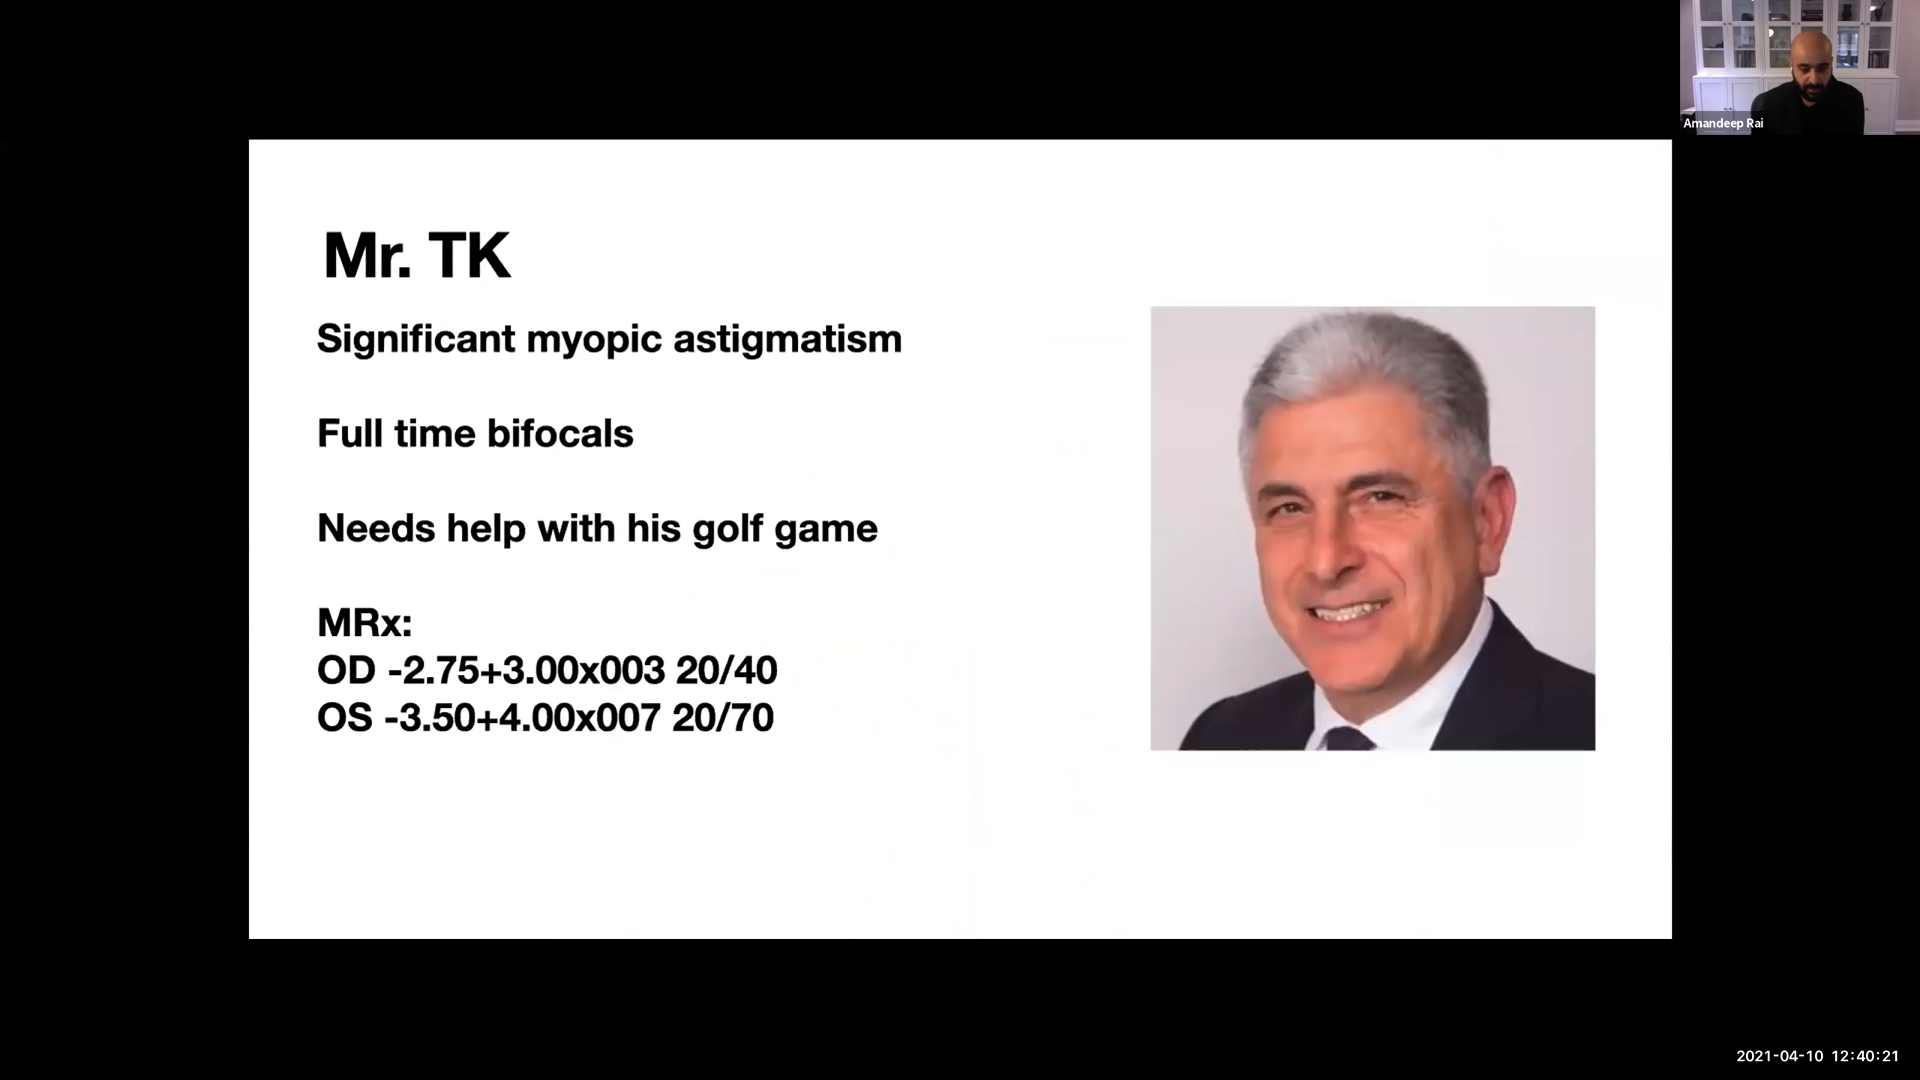 Amandeep Rai
Mr. TK
Significant myopic astigmatism
Full time bifocals
Needs help with his golf game
MRx:
OD -2.75+3.00x003 20/40
OS -3.50+4.00x007 20/70
2021-04-10 12:40:21